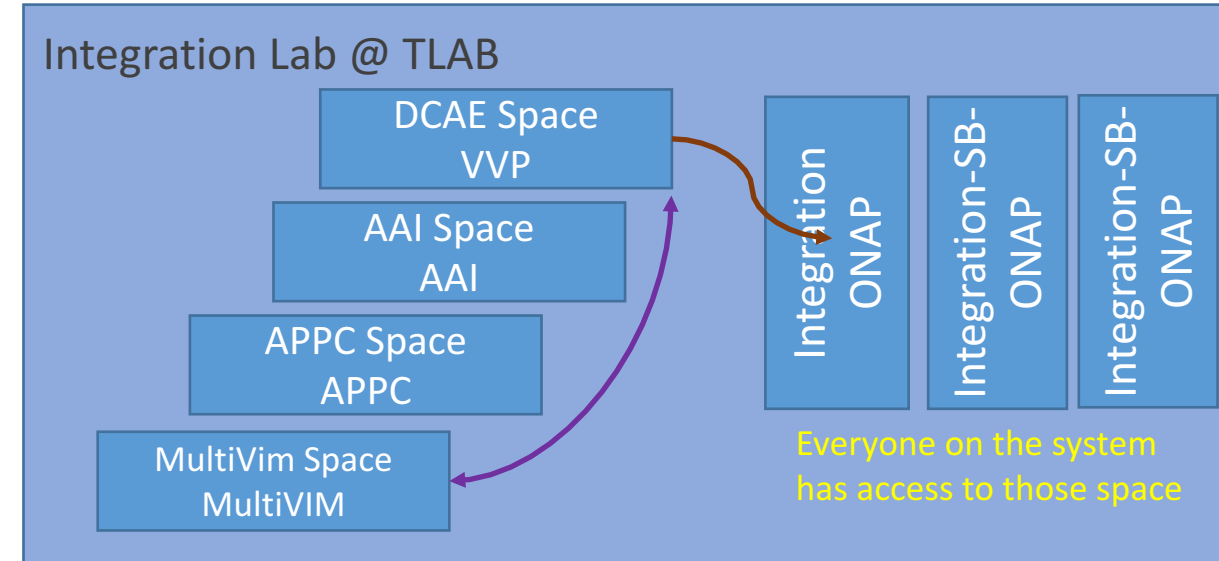 Integration Lab @ TLAB
DCAE Space
VVP
AAI Space
AAI
APPC Space
APPC
MultiVim Space
MultiVIM
Integration
ONAP
Integration-SB-
ONAP
Integration-SB-
ONAP
Everyone on the system
has access to those space